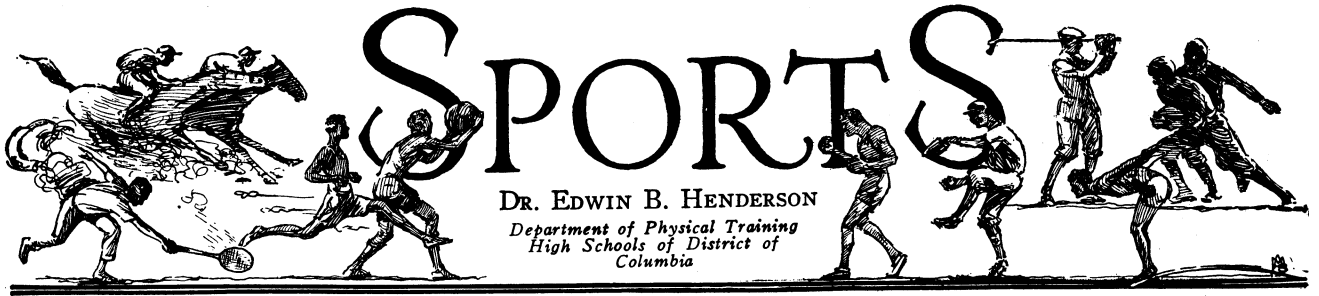 SPORTS
DR. EDWIN B. HENDERSON
Department of Physical Training
High Schools of District of
Columbia